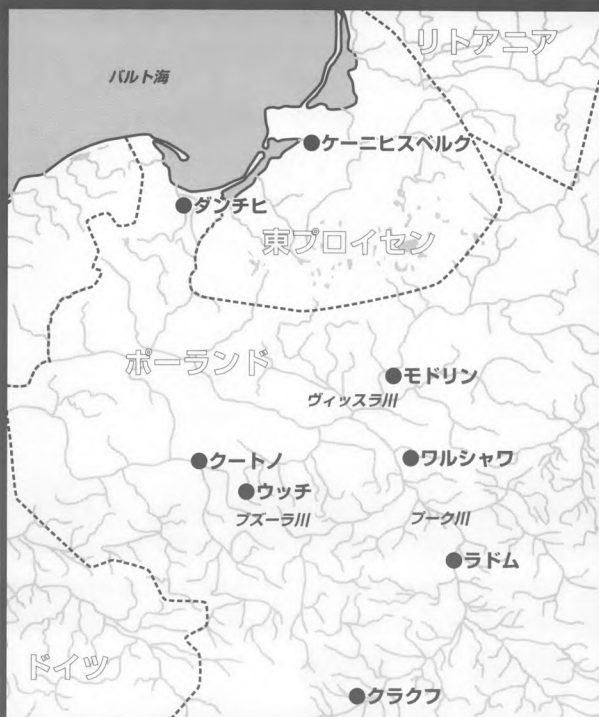 リトアニア
バルト海
ケーニヒスベルク
ダンチヒ
東プロイセン
ポーランド
モドリン
ヴィッスラ川
クートノ
ワルシャワ
ウッチ
ブズーラ川
ブーク川
ラドム
ドイツ
クラクフ